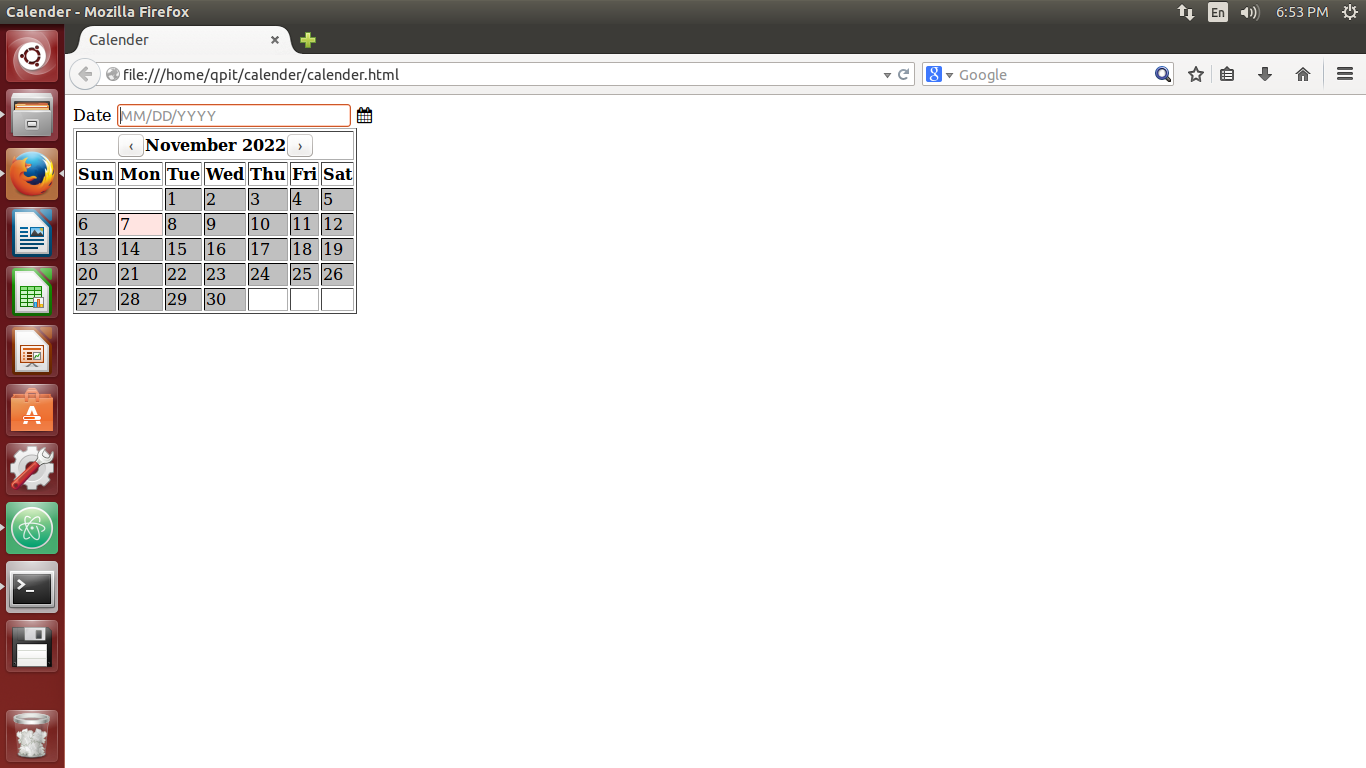 Calender - Mozilla Firefox
En
6:53 PM
Calender
file:///home/qpit/calender/calender.html
8 Google
Date MM/DD/YYYY
‹ November 2022 ›
Sun Mon Tue Wed Thu Fri Sat
1 2 3 4 5
6 7 8 9 10 11 12
13 14 15 16 17 18 19
20 21 22 23 24 25 26
27 28 29 30
A
>_